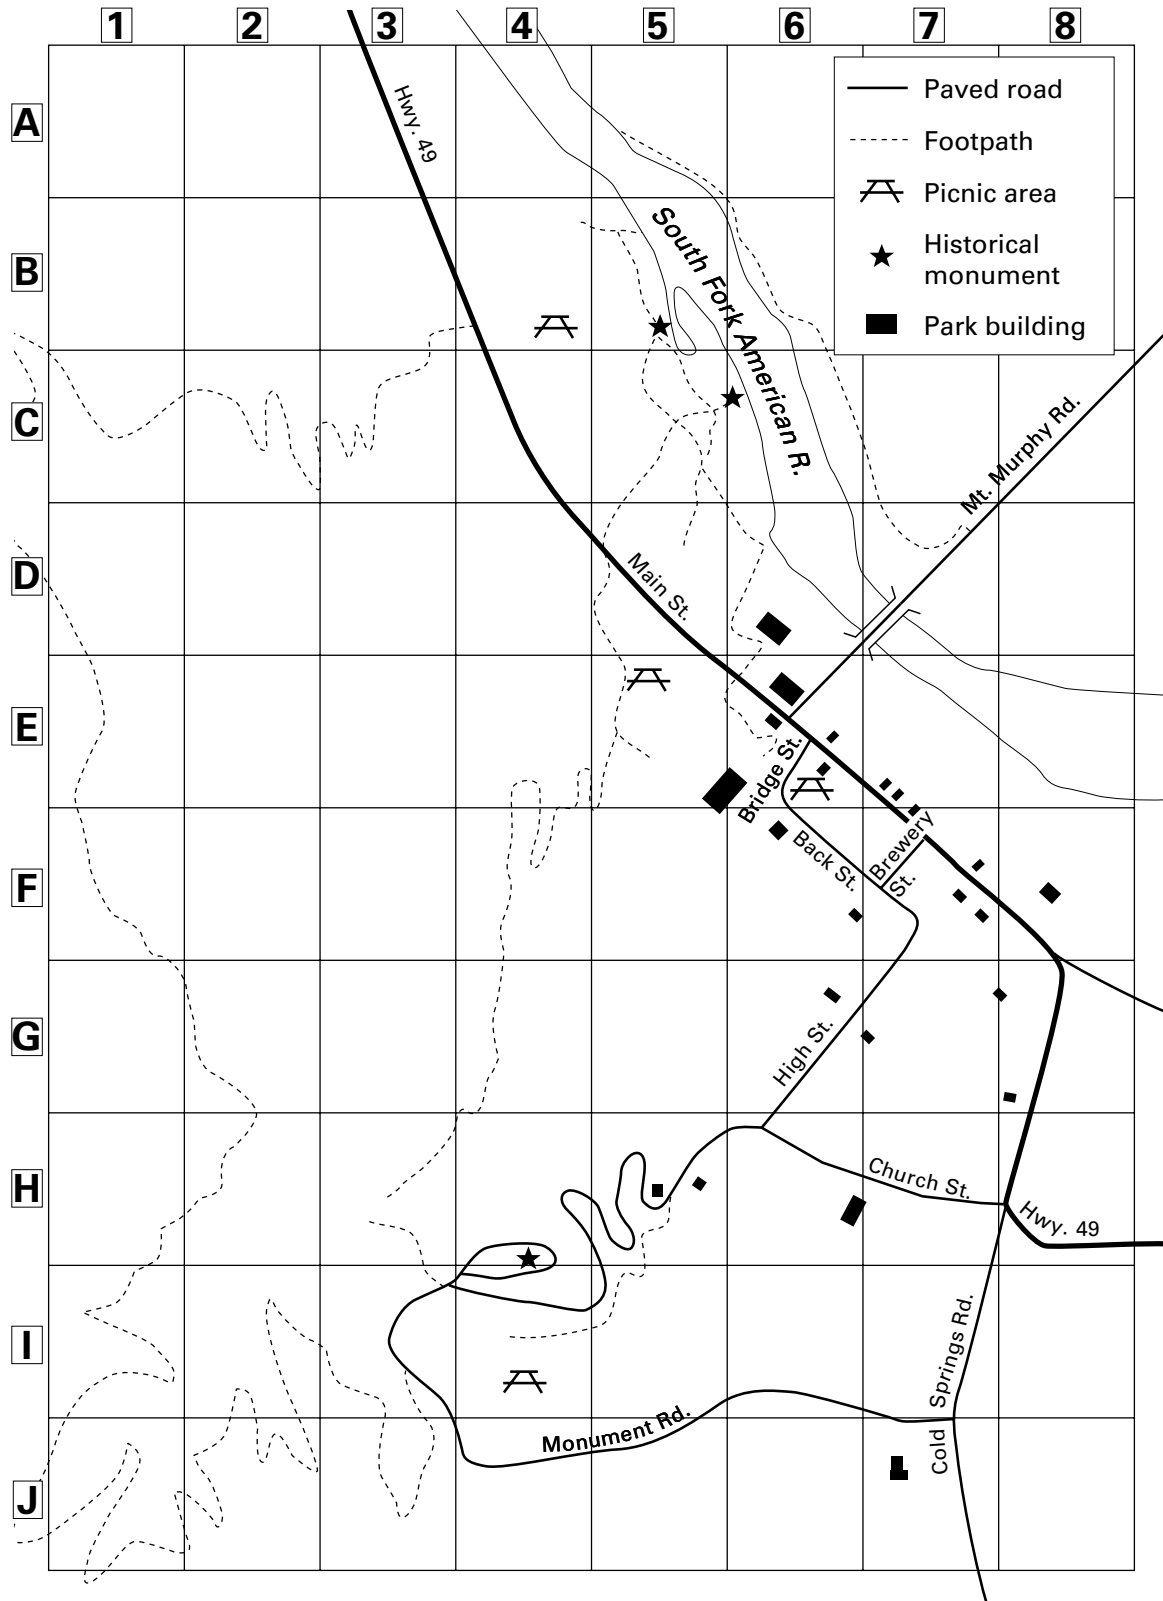 1 2 3 4 5 6 7 8
A
B
C
D
E
F
G
H
I
J
Paved road
Footpath
Picnic area
Historical
monument
Park building
Hwy. 49
South Fork American R.
Mt. Murphy Rd.
Main St.
Bridge St.
Back St.
Brewery
St.
High St.
Church St.
Hwy. 49
Cold Springs Rd.
Monument Rd.